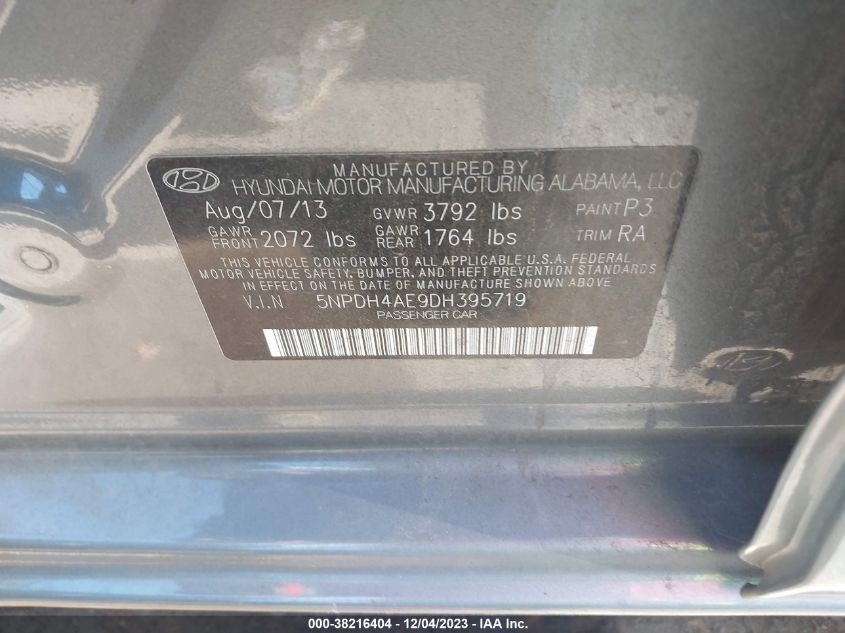 MANUFACTURED BY
HYUNDAI MOTOR MANUFACTURING ALABAMA, LLC
Aug/07/13 GVWR 3792 lbs PAINT P3
GAWR FRONT 2072 lbs GAWR REAR 1764 lbs TRIM RA
THIS VEHICLE CONFORMS TO ALL APPLICABLE U.S.A. FEDERAL
MOTOR VEHICLE SAFETY, BUMPER, AND THEFT PREVENTION STANDARDS
IN EFFECT ON THE DATE OF MANUFACTURE SHOWN ABOVE
V.I.N 5NPDH4AE9DH395719
PASSENGER CAR
000-38216404 - 12/04/2023 - IAA Inc.